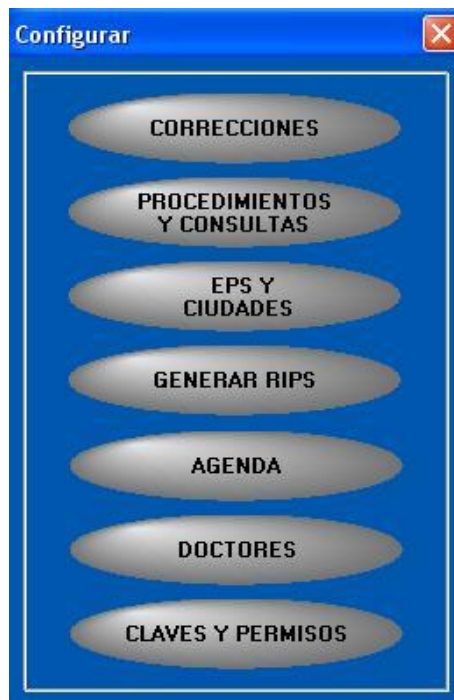 Configurar
CORRECCIONES
PROCEDIMIENTOS
Y CONSULTAS
EPS Y
CIUDADES
GENERAR RIPS
AGENDA
DOCTORES
CLAVES Y PERMISOS